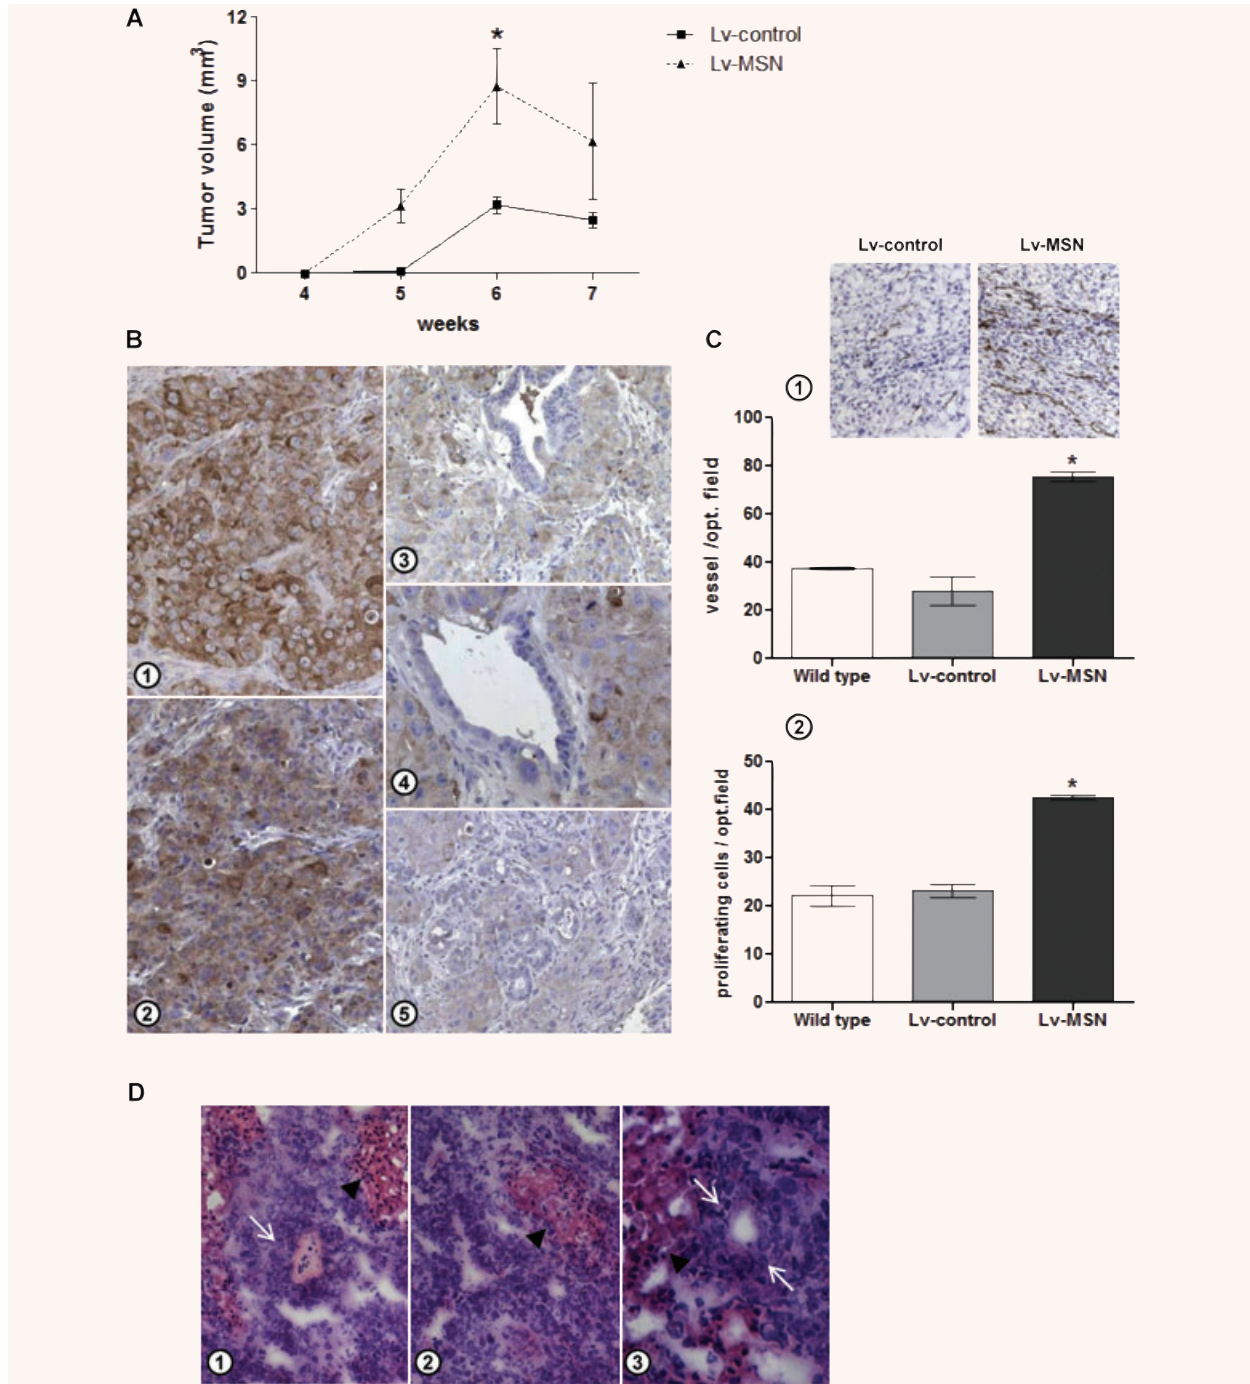 A
12
9
6
3
0
Tumor volume (mm³)
4 5 6 7
weeks
*
Lv-control
Lv-MSN
B
1
2
3
4
5
C
Lv-control Lv-MSN
1
100
80
60
40
20
0
vessel /opt. field
*
Wild type Lv-control Lv-MSN
2
50
40
30
20
10
0
proliferating cells / opt.field
*
Wild type Lv-control Lv-MSN
D
1 2 3